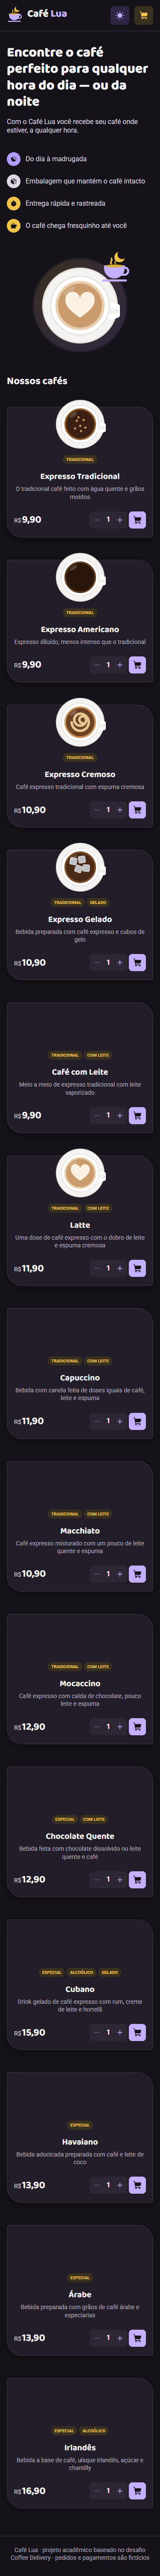 Café Lua
Encontre o café
perfeito para qualquer
hora do dia — ou da
noite
Com o Café Lua você recebe seu café onde
estiver, a qualquer hora.
Do dia à madrugada
Embalagem que mantém o café intacto
Entrega rápida e rastreada
O café chega fresquinho até você
Nossos cafés
TRADICIONAL
Expresso Tradicional
O tradicional café feito com água quente e grãos
moídos
R$ 9,90
1
TRADICIONAL
Expresso Americano
Expresso diluído, menos intenso que o tradicional
R$ 9,90
1
TRADICIONAL
Expresso Cremoso
Café expresso tradicional com espuma cremosa
R$ 10,90
1
TRADICIONAL GELADO
Expresso Gelado
Bebida preparada com café expresso e cubos de
gelo
R$ 10,90
1
TRADICIONAL COM LEITE
Café com Leite
Meio a meio de expresso tradicional com leite
vaporizado
R$ 9,90
1
TRADICIONAL COM LEITE
Latte
Uma dose de café expresso com o dobro de leite
e espuma cremosa
R$ 11,90
1
TRADICIONAL COM LEITE
Capuccino
Bebida com canela feita de doses iguais de café,
leite e espuma
R$ 11,90
1
TRADICIONAL COM LEITE
Macchiato
Café expresso misturado com um pouco de leite
quente e espuma
R$ 10,90
1
TRADICIONAL COM LEITE
Mocaccino
Café expresso com calda de chocolate, pouco
leite e espuma
R$ 12,90
1
ESPECIAL COM LEITE
Chocolate Quente
Bebida feita com chocolate dissolvido no leite
quente e café
R$ 12,90
1
ESPECIAL ALCOÓLICO GELADO
Cubano
Drink gelado de café expresso com rum, creme
de leite e hortelã
R$ 15,90
1
ESPECIAL
Havaiano
Bebida adocicada preparada com café e leite de
coco
R$ 13,90
1
ESPECIAL
Árabe
Bebida preparada com grãos de café árabe e
especiarias
R$ 13,90
1
ESPECIAL ALCOÓLICO
Irlandês
Bebida a base de café, uísque irlandês, açúcar e
chantilly
R$ 16,90
1
Café Lua · projeto acadêmico baseado no desafio
Coffee Delivery · pedidos e pagamentos são fictícios